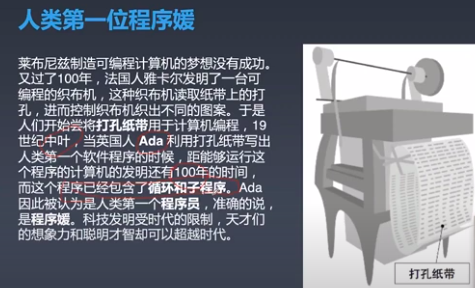 人类第一位程序媛
莱布尼兹制造可编程计算机的梦想没有成功。
又过了100年，法国人雅卡尔发明了一台可
编程的织布机，这种织布机读取纸带上的打
孔，进而控制织布机织出不同的图案。于是
人们开始尝将打孔纸带用于计算机编程，19
世纪中叶，当英国人 Ada 利用打孔纸带写出
人类第一个软件程序的时候，距能够运行这
个程序的计算机的发明还有100年的时间，
而这个程序已经包含了循环和子程序。Ada
因此被认为是人类第一个程序员，准确的说，
是程序媛。科技发明受时代的限制，天才们
的想象力和聪明才智却可以超越时代。
打孔纸带